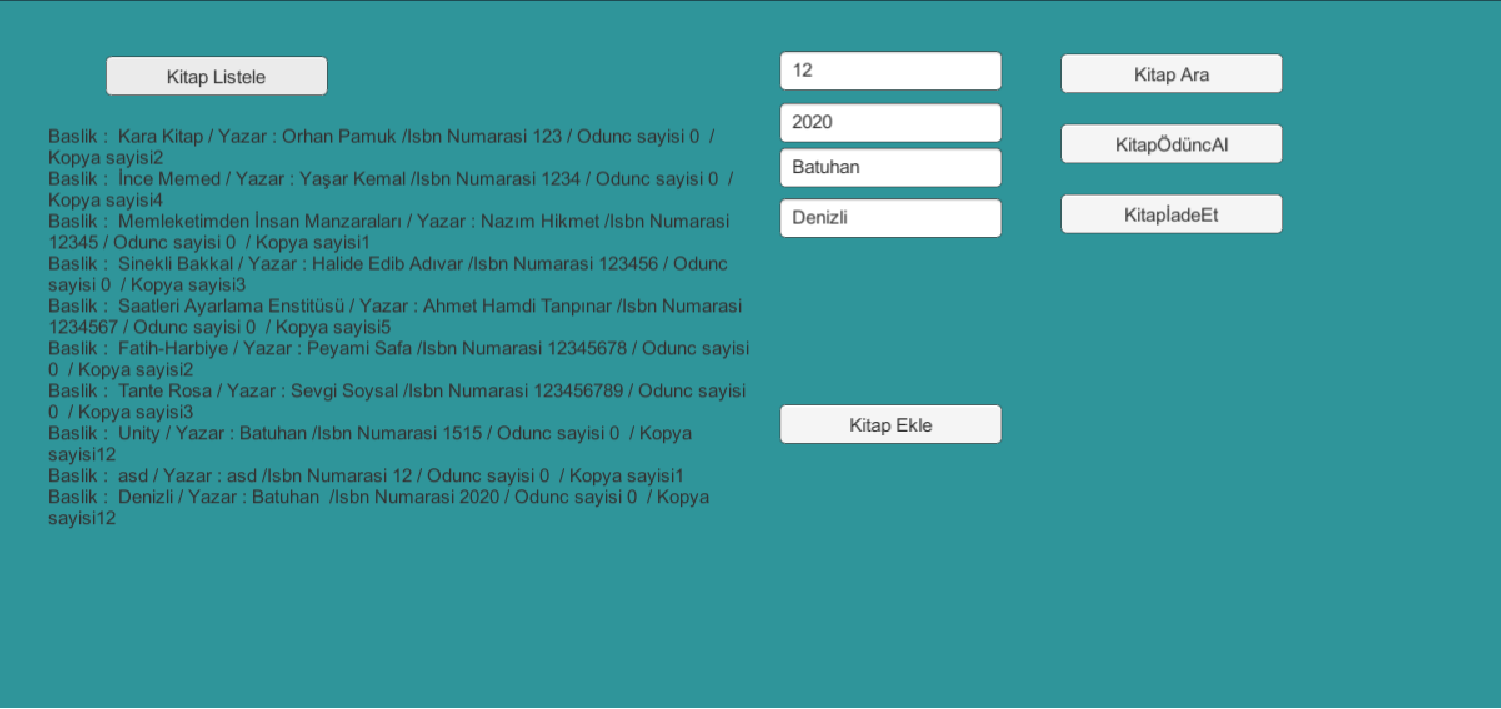 Kitap Listele
Baslik : Kara Kitap / Yazar : Orhan Pamuk /Isbn Numarasi 123 / Odunc sayisi 0 /
Kopya sayisi2
Baslik : İnce Memed / Yazar : Yaşar Kemal /Isbn Numarasi 1234 / Odunc sayisi 0 /
Kopya sayisi4
Baslik : Memleketimden İnsan Manzaraları / Yazar : Nazım Hikmet /Isbn Numarasi
12345 / Odunc sayisi 0 / Kopya sayisi1
Baslik : Sinekli Bakkal / Yazar : Halide Edib Adıvar /Isbn Numarasi 123456 / Odunc
sayisi 0 / Kopya sayisi3
Baslik : Saatleri Ayarlama Enstitüsü / Yazar : Ahmet Hamdi Tanpınar /Isbn Numarasi
1234567 / Odunc sayisi 0 / Kopya sayisi5
Baslik : Fatih-Harbiye / Yazar : Peyami Safa /Isbn Numarasi 12345678 / Odunc sayisi
0 / Kopya sayisi2
Baslik : Tante Rosa / Yazar : Sevgi Soysal /Isbn Numarasi 123456789 / Odunc sayisi
0 / Kopya sayisi3
Baslik : Unity / Yazar : Batuhan /Isbn Numarasi 1515 / Odunc sayisi 0 / Kopya
sayisi12
Baslik : asd / Yazar : asd /Isbn Numarasi 12 / Odunc sayisi 0 / Kopya sayisi1
Baslik : Denizli / Yazar : Batuhan /Isbn Numarasi 2020 / Odunc sayisi 0 / Kopya
sayisi12
12
2020
Batuhan
Denizli
Kitap Ekle
Kitap Ara
KitapÖdüncAl
KitapİadeEt